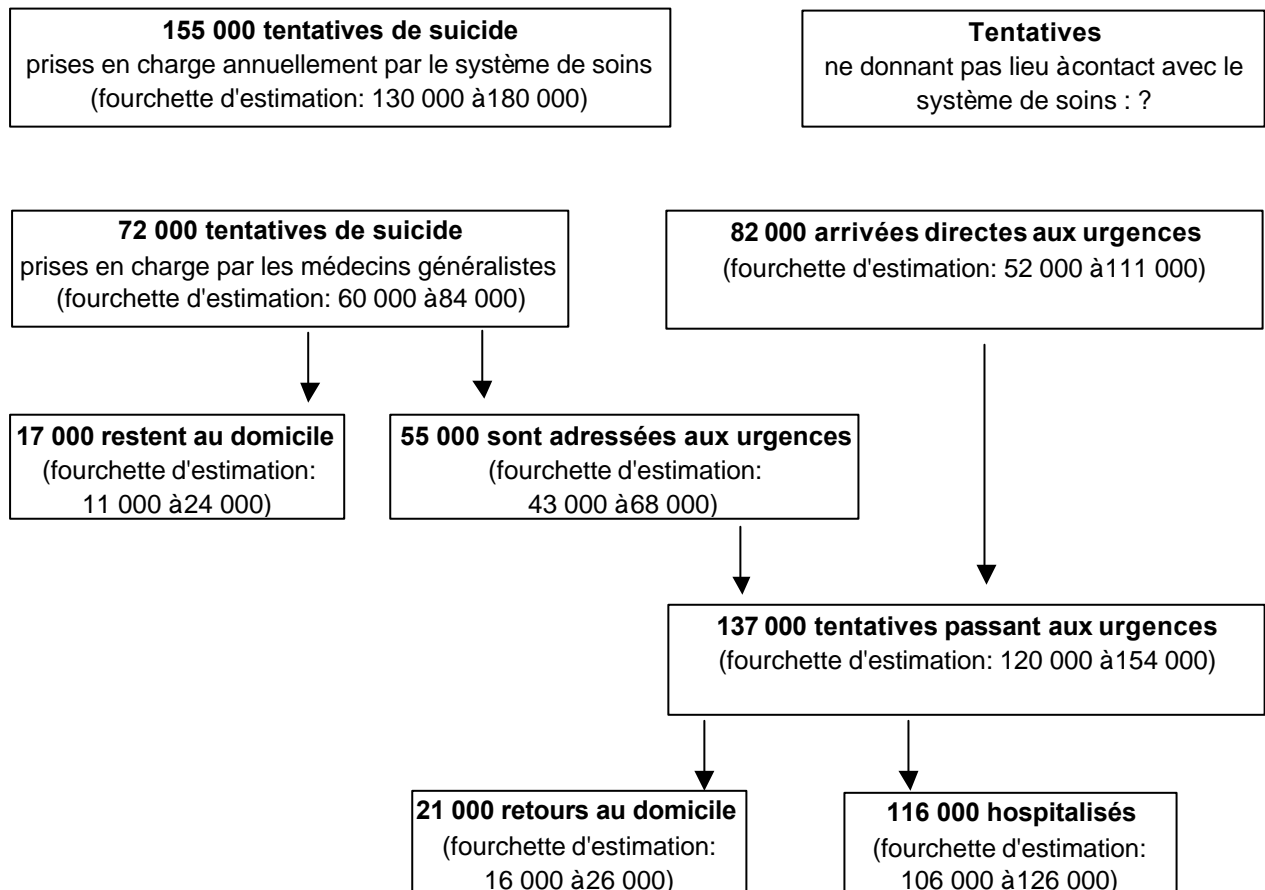 155 000 tentatives de suicide
prises en charge annuellement par le système de soins
(fourchette d'estimation: 130 000 à180 000)
Tentatives
ne donnant pas lieu àcontact avec le
système de soins : ?
72 000 tentatives de suicide
prises en charge par les médecins généralistes
(fourchette d'estimation: 60 000 à84 000)
82 000 arrivées directes aux urgences
(fourchette d'estimation: 52 000 à111 000)
17 000 restent au domicile
(fourchette d'estimation:
11 000 à24 000)
55 000 sont adressées aux urgences
(fourchette d'estimation:
43 000 à68 000)
137 000 tentatives passant aux urgences
(fourchette d'estimation: 120 000 à154 000)
21 000 retours au domicile
(fourchette d'estimation:
16 000 à26 000)
116 000 hospitalisés
(fourchette d'estimation:
106 000 à126 000)